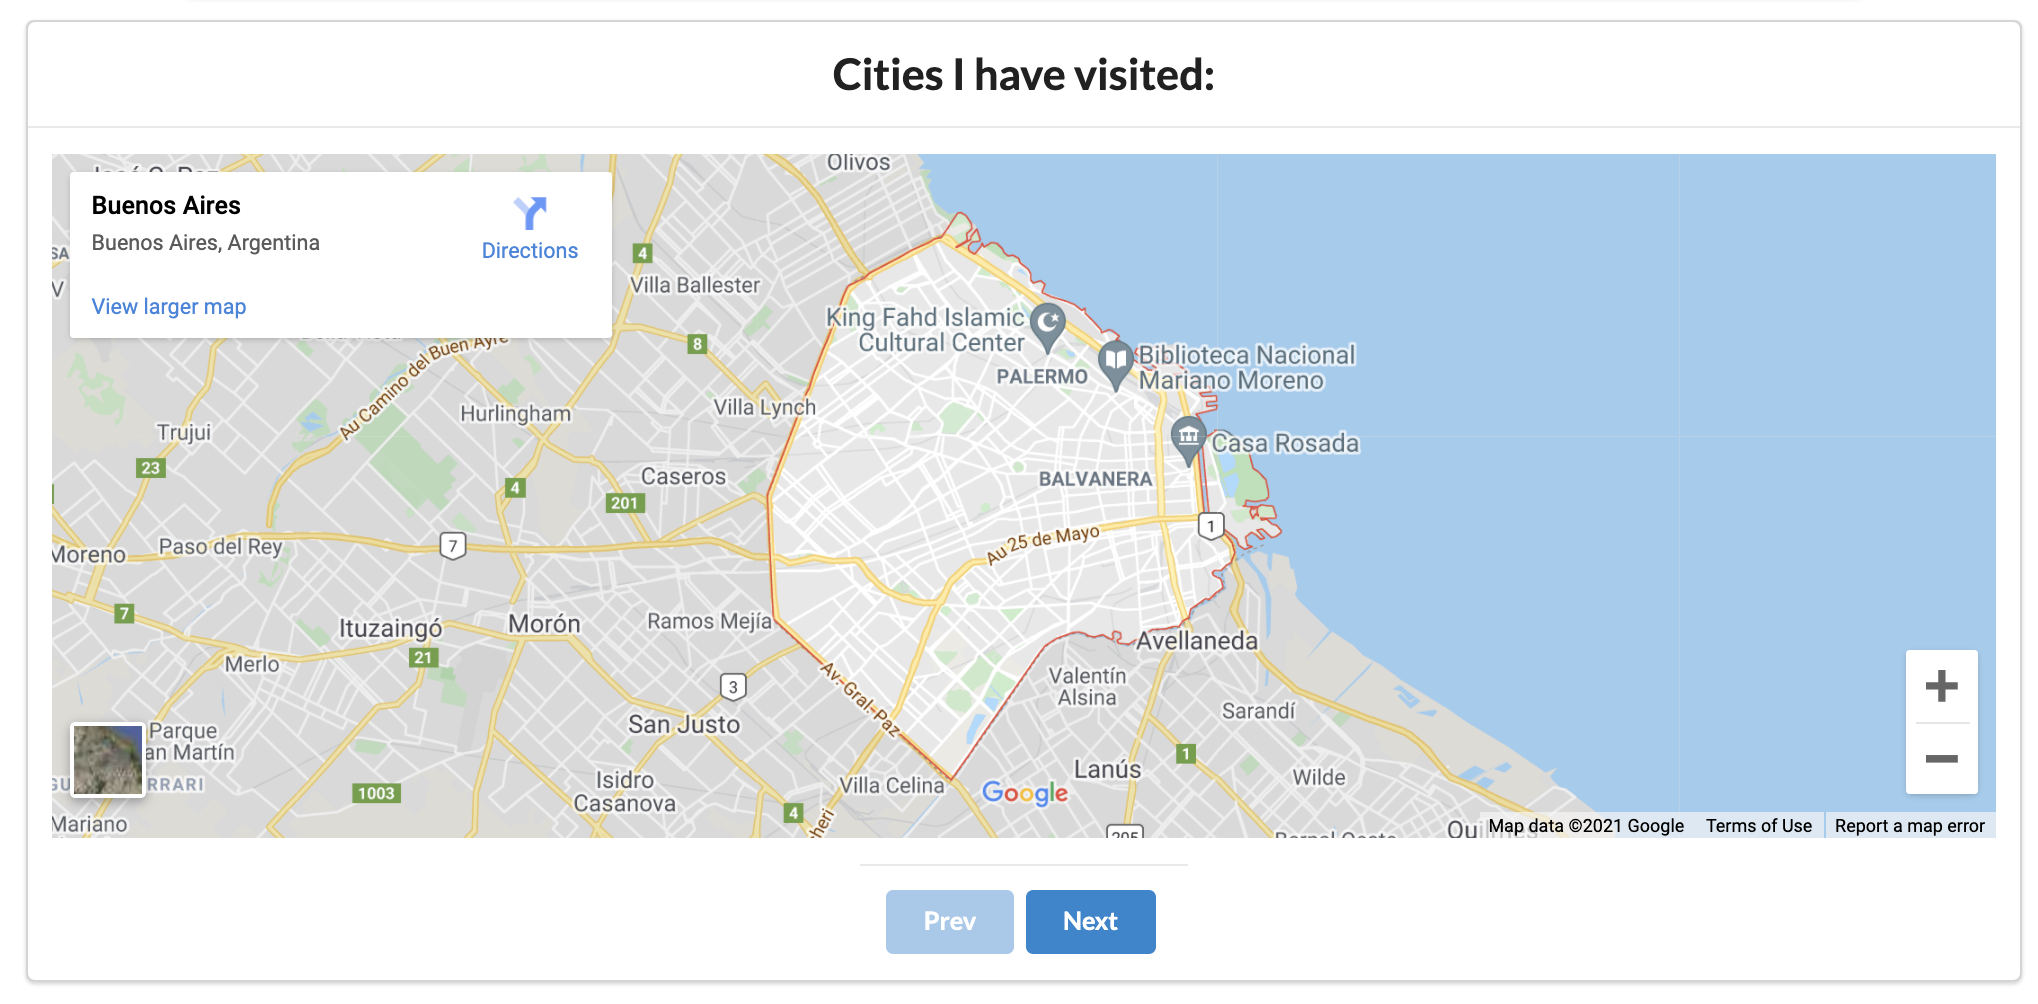 Cities I have visited:
Olivos
Buenos Aires
Buenos Aires, Argentina
Directions
View larger map
4
Villa Ballester
King Fahd Islamic
Cultural Center
8
Au Camino del Buen Ayre
Biblioteca Nacional
Mariano Moreno
PALERMO
Villa Lynch
Hurlingham
Trujui
Casa Rosada
23
Caseros
BALVANERA
4
201
1
Au 25 de Mayo
Moreno
Paso del Rey
7
7
Ituzaingó
Morón
Ramos Mejía
Avellaneda
21
Merlo
Valentín
Alsina
3
Av. Gral. Paz
Sarandí
San Justo
Parque
1
Lanús
Wilde
Isidro
Casanova
Villa Celina
Google
1003
4
Mariano
205
Map data ©2021 Google
Terms of Use
Report a map error
Prev
Next